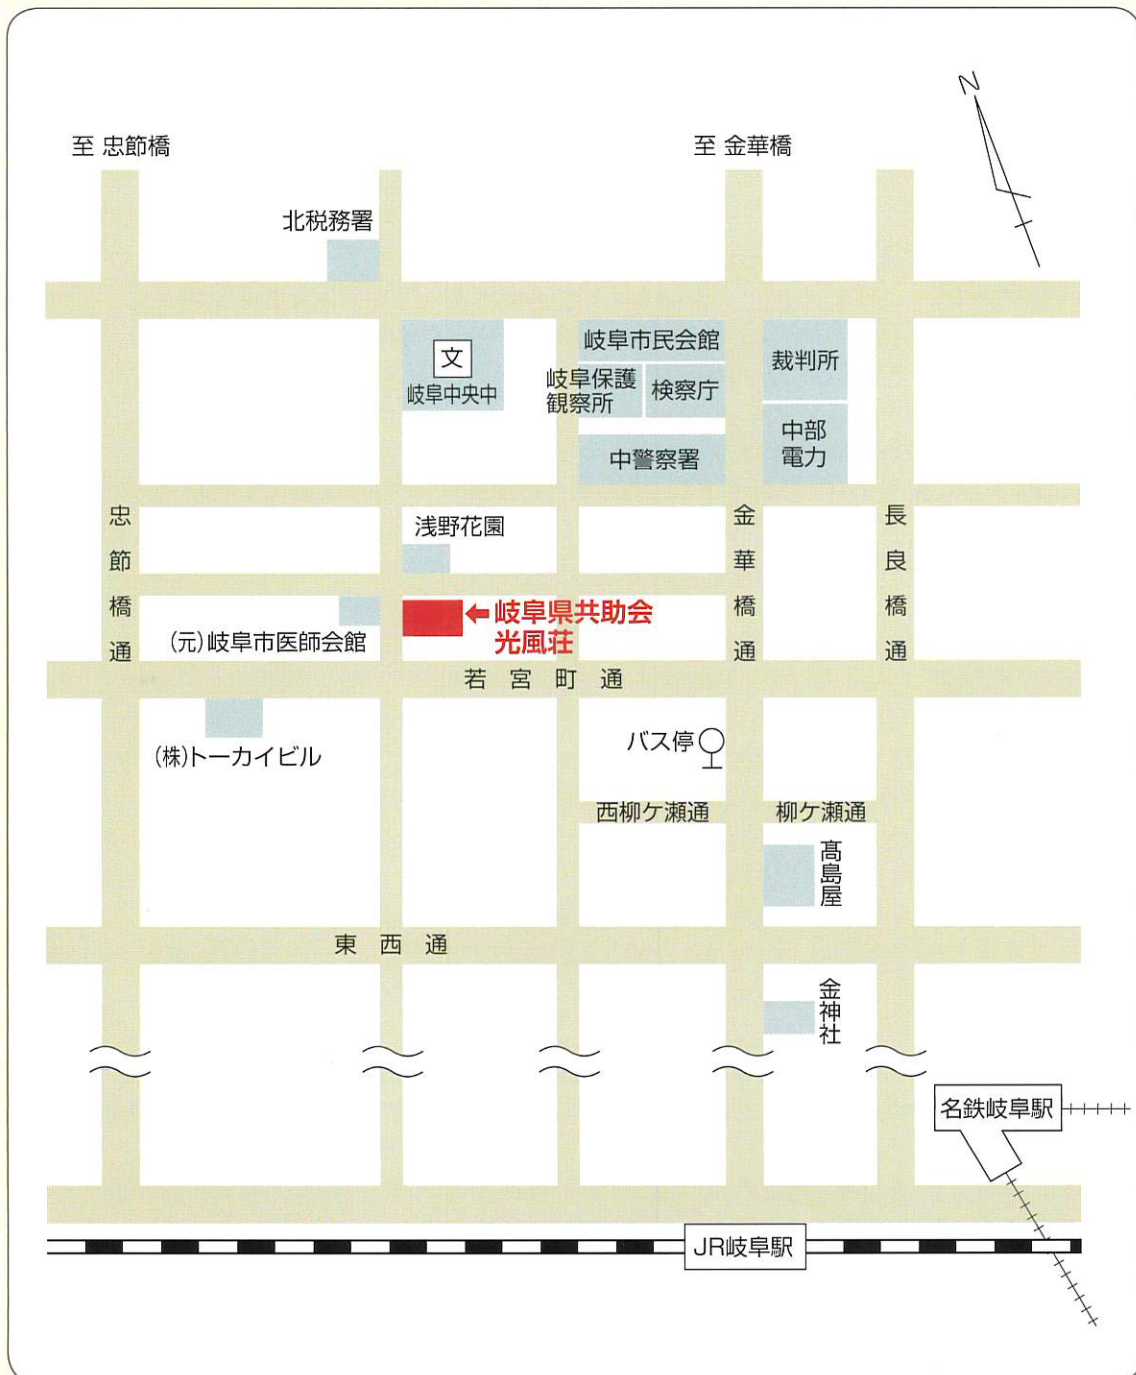 N
至 忠節橋
至 金華橋
北税務署
文
岐阜中央中
岐阜市民会館
岐阜保護
観察所
検察庁
裁判所
中警察署
中部
電力
忠節橋通
浅野花園
金華橋通
長良橋通
岐阜県共助会
光風荘
(元)岐阜市医師会館
若宮町通
(株)トーカイビル
バス停
西柳ケ瀬通
柳ケ瀬通
髙島屋
東西通
金神社
名鉄岐阜駅
JR岐阜駅